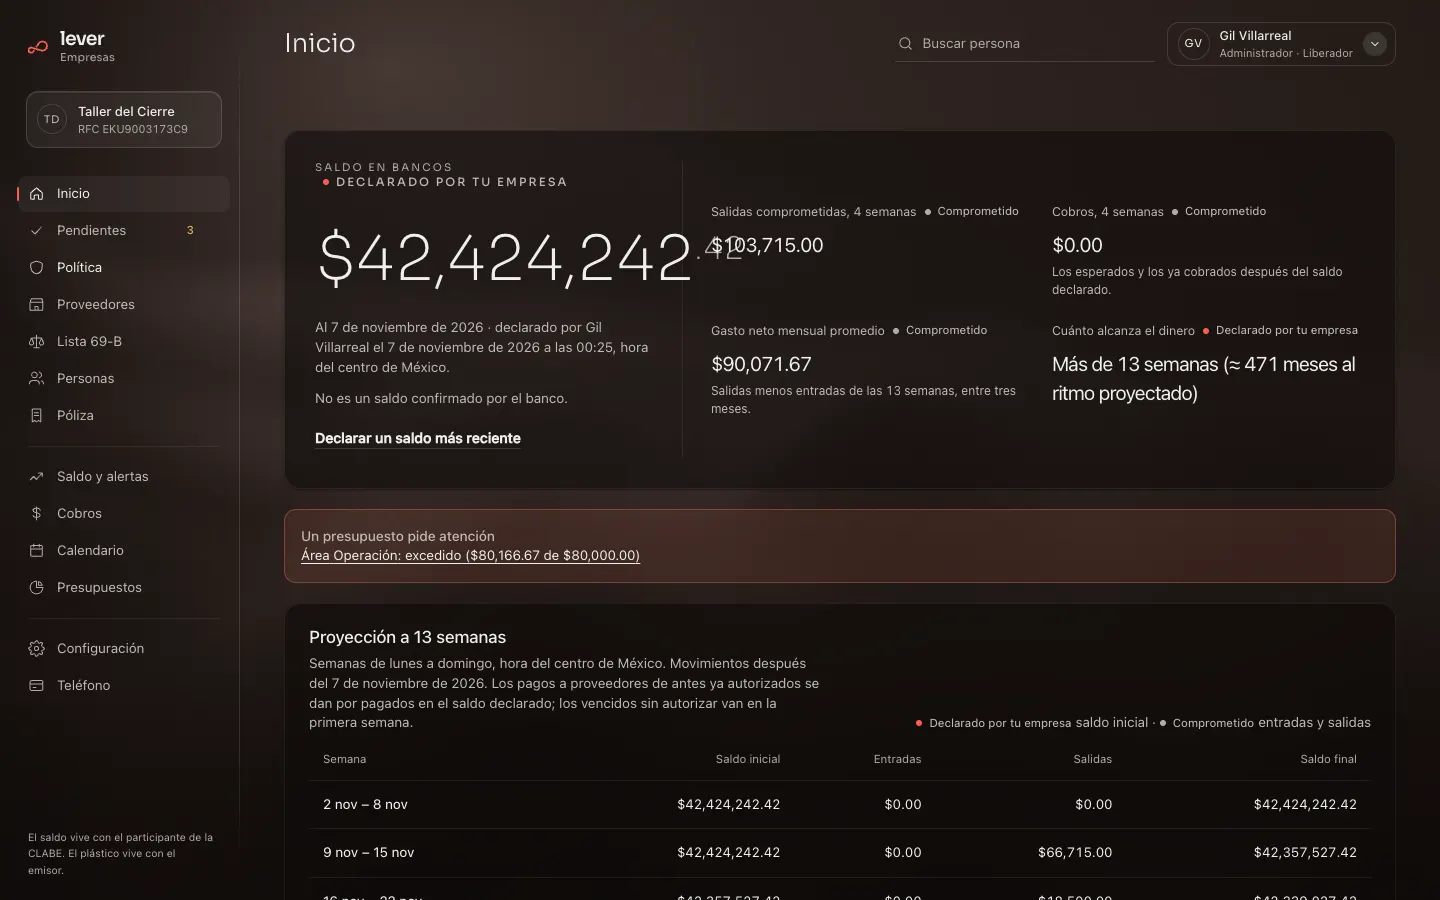 lever
Empresas
TD
Taller del Cierre
RFC EKU9003173C9
Inicio
Pendientes 3
Política
Proveedores
Lista 69-B
Personas
Póliza
Saldo y alertas
Cobros
Calendario
Presupuestos
Configuración
Teléfono
El saldo vive con el participante de la
CLABE. El plástico vive con el
emisor.
Inicio
Buscar persona
GV
Gil Villarreal
Administrador · Liberador
SALDO EN BANCOS
DECLARADO POR TU EMPRESA
$42,424,242.42
Al 7 de noviembre de 2026 · declarado por Gil
Villarreal el 7 de noviembre de 2026 a las 00:25, hora
del centro de México.
No es un saldo confirmado por el banco.
Declarar un saldo más reciente
Salidas comprometidas, 4 semanas ● Comprometido
$103,715.00
Cobros, 4 semanas ● Comprometido
$0.00
Los esperados y los ya cobrados después del saldo
declarado.
Gasto neto mensual promedio ● Comprometido
$90,071.67
Salidas menos entradas de las 13 semanas, entre tres
meses.
Cuánto alcanza el dinero ● Declarado por tu empresa
Más de 13 semanas (≈ 471 meses al
ritmo proyectado)
Un presupuesto pide atención
Área Operación: excedido ($80,166.67 de $80,000.00)
Proyección a 13 semanas
Semanas de lunes a domingo, hora del centro de México. Movimientos después
del 7 de noviembre de 2026. Los pagos a proveedores de antes ya autorizados se
dan por pagados en el saldo declarado; los vencidos sin autorizar van en la
primera semana.
● Declarado por tu empresa saldo inicial · ● Comprometido entradas y salidas
Semana Saldo inicial Entradas Salidas Saldo final
2 nov – 8 nov $42,424,242.42 $0.00 $0.00 $42,424,242.42
9 nov – 15 nov $42,424,242.42 $0.00 $66,715.00 $42,357,527.42